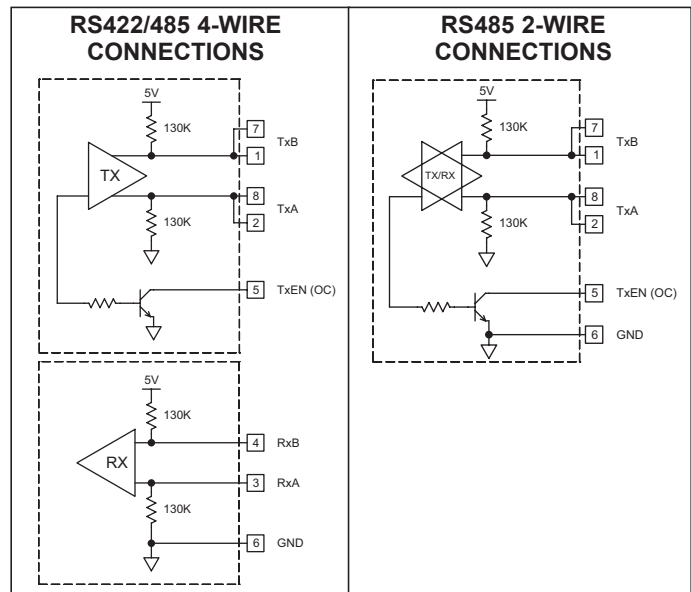 RS422/485 4-WIRE
CONNECTIONS
5V
130K
7
TxB
1
TX
8
TxA
130K
2
5
TxEN (OC)
5V
130K
4
RxB
RX
3
RxA
130K
6
GND
RS485 2-WIRE
CONNECTIONS
5V
130K
7
TxB
1
TX/RX
8
TxA
130K
2
5
TxEN (OC)
6
GND